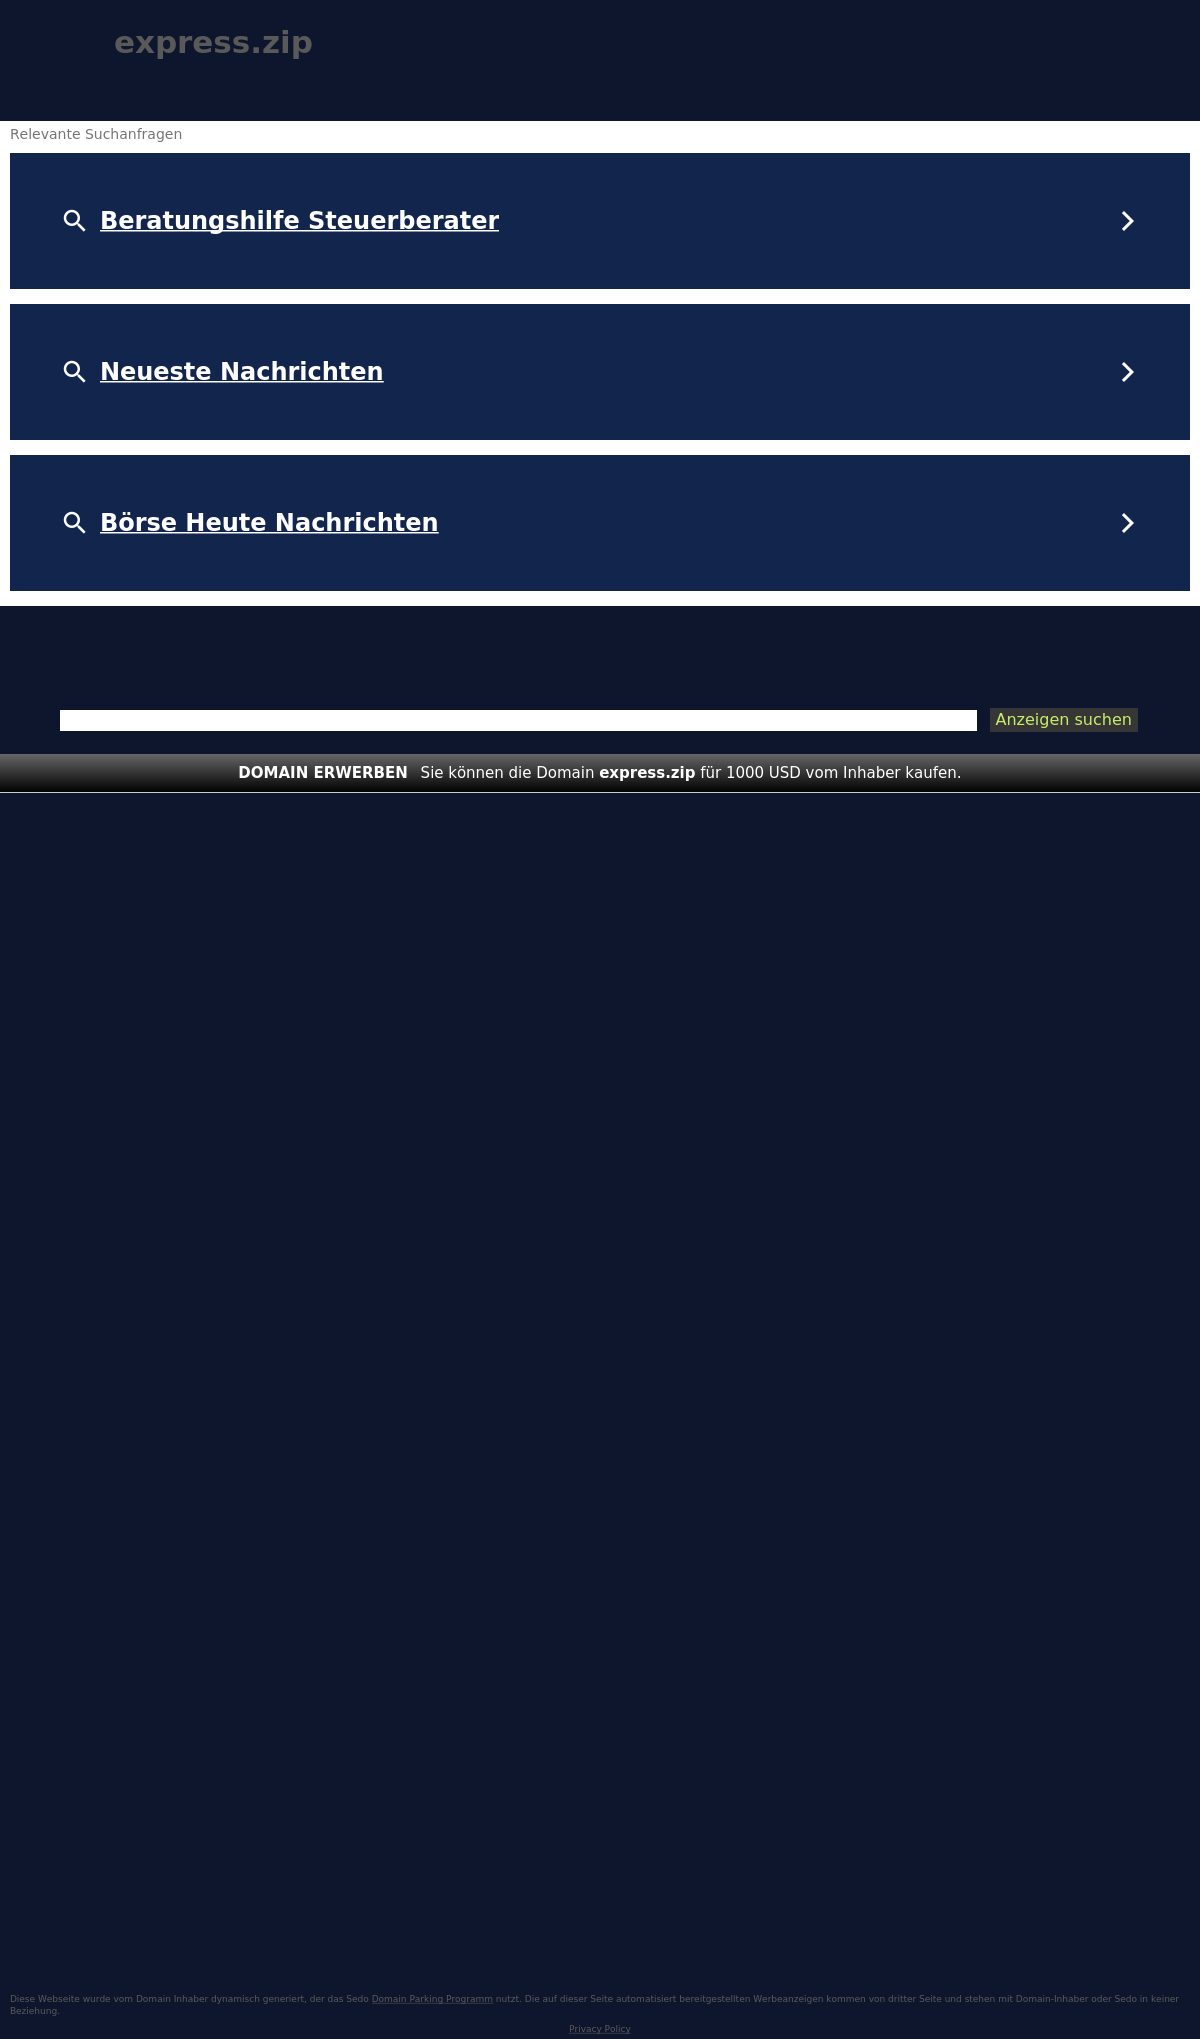 express.zip
Relevante Suchanfragen
Beratungshilfe Steuerberater
Neueste Nachrichten
Börse Heute Nachrichten
Anzeigen suchen
DOMAIN ERWERBEN Sie können die Domain express.zip für 1000 USD vom Inhaber kaufen.
Diese Webseite wurde vom Domain Inhaber dynamisch generiert, der das Sedo Domain Parking Programm nutzt. Die auf dieser Seite automatisiert bereitgestellten Werbeanzeigen kommen von dritter Seite und stehen mit Domain-Inhaber oder Sedo in keiner
Beziehung.
Privacy Policy